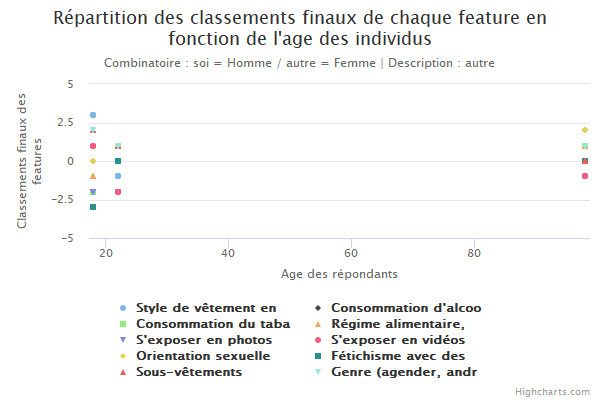 Répartition des classements finaux de chaque feature en
fonction de l'age des individus
Combinatoire : soi = Homme / autre = Femme | Description : autre
Classements finaux des
features
5
2.5
0
−2.5
−5
20
40
60
80
Age des répondants
Style de vêtement en
Consommation d'alcoo
Consommation du taba
Régime alimentaire,
S'exposer en photos
S'exposer en vidéos
Orientation sexuelle
Fétichisme avec des
Sous-vêtements
Genre (agender, andr
Highcharts.com